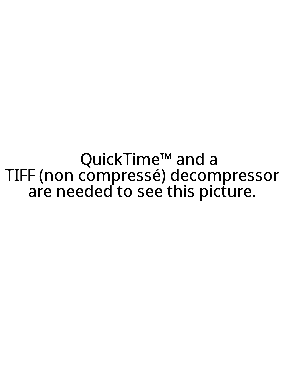 QuickTime™ and a
TIFF (non compressé) decompressor
are needed to see this picture.